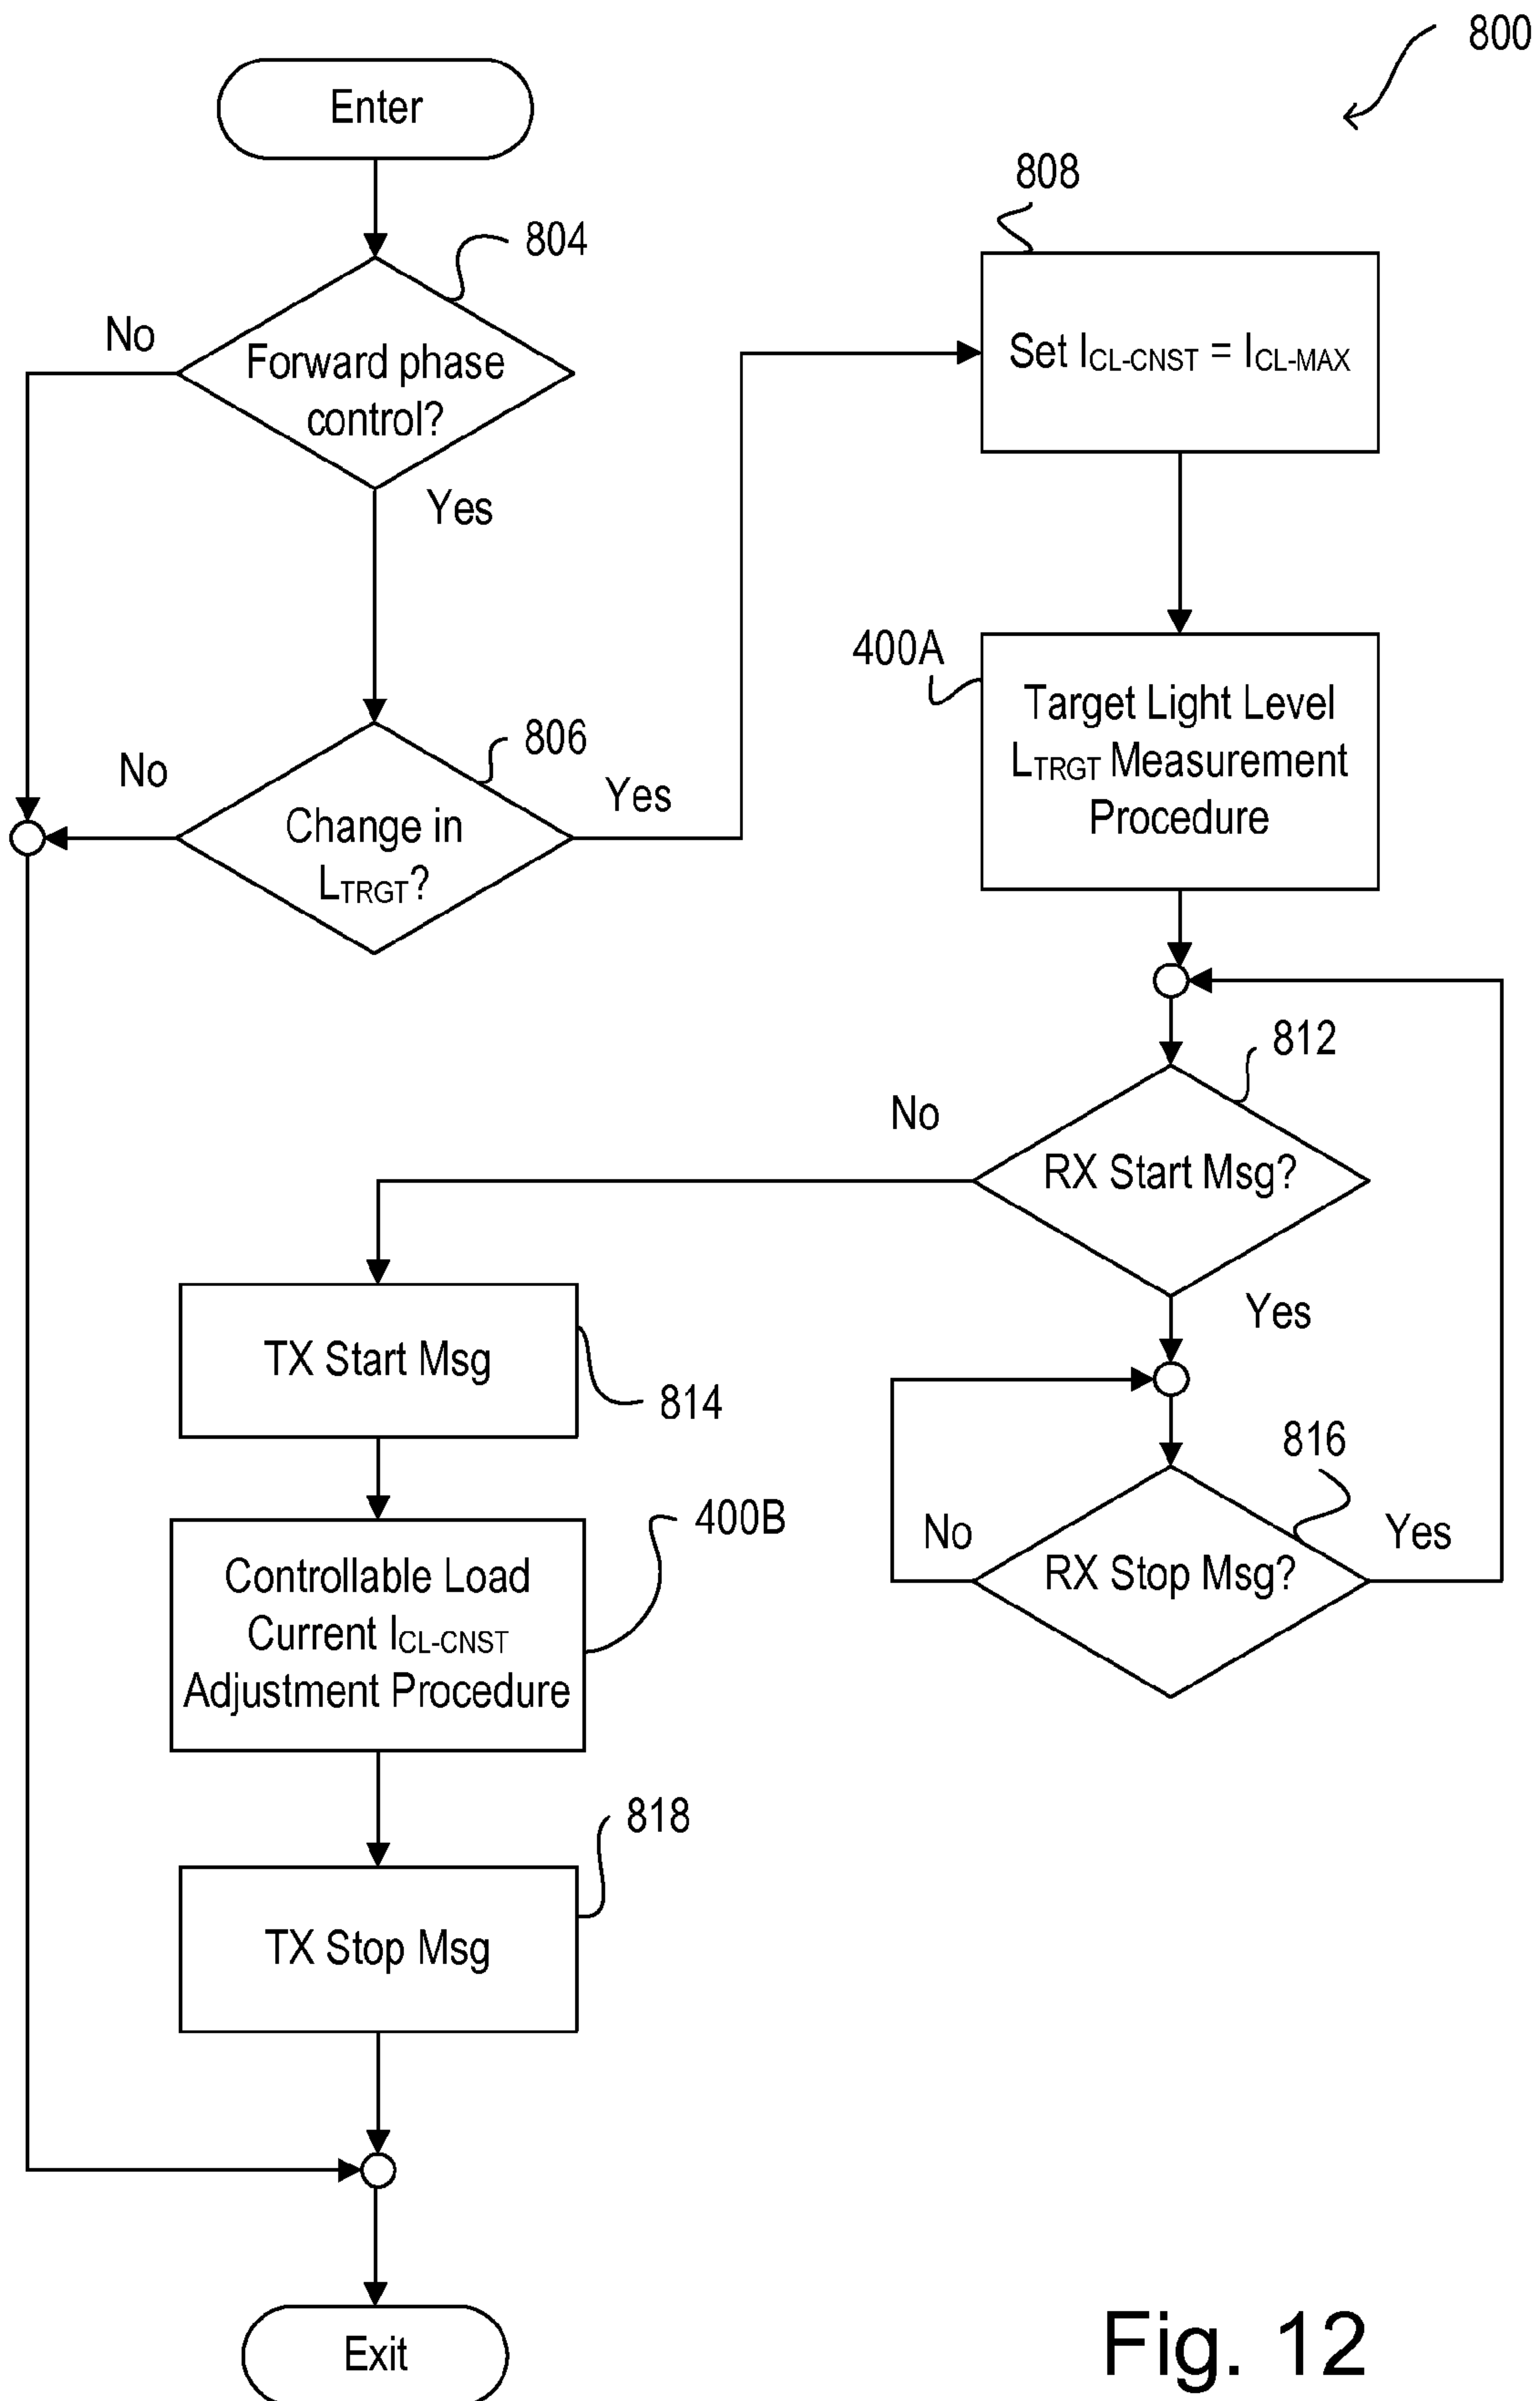 800
Enter
804
No
Forward phase
control?
Yes
808
Set ICL-CNST = ICL-MAX
400A
Target Light Level
LTRGT Measurement
Procedure
806
No
Yes
Change in
LTRGT?
812
No
RX Start Msg?
Yes
816
No
Yes
RX Stop Msg?
TX Start Msg
814
400B
Controllable Load
Current ICL-CNST
Adjustment Procedure
818
TX Stop Msg
Exit
Fig. 12